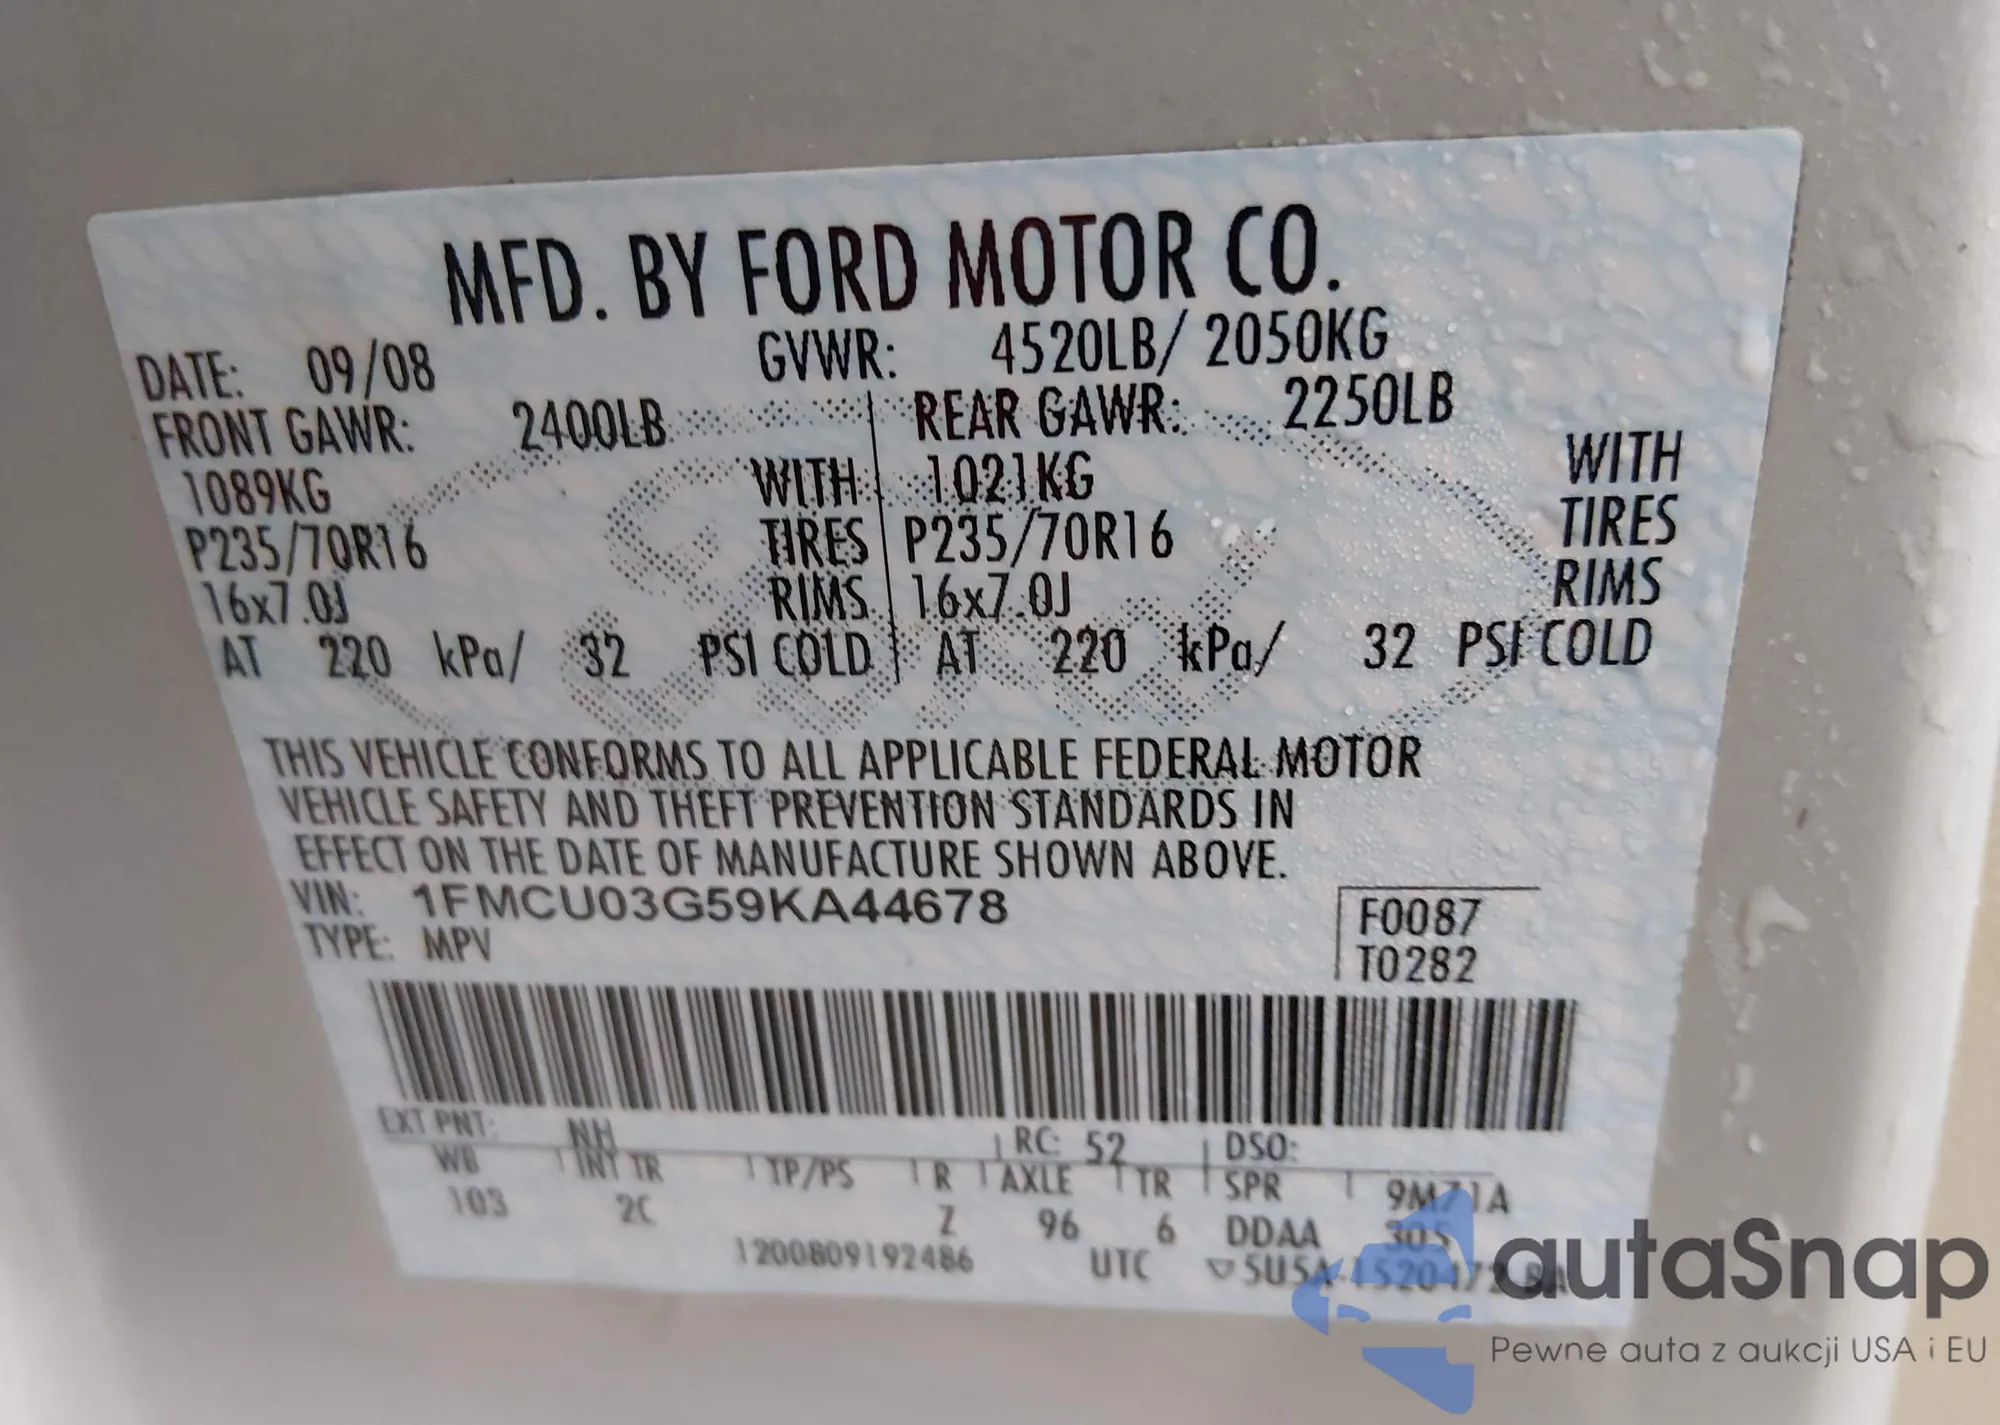 MFD. BY FORD MOTOR CO.
DATE: 09/08 GVWR: 4520LB/ 2050KG
FRONT GAWR: 2400LB REAR GAWR: 2250LB
1089KG WITH 1021KG WITH
P235/70R16 TIRES P235/70R16 TIRES
16x7.0J RIMS 16x7.0J RIMS
AT 220 kPa/ 32 PSI COLD AT 220 kPa/ 32 PSI COLD
THIS VEHICLE CONFORMS TO ALL APPLICABLE FEDERAL MOTOR
VEHICLE SAFETY AND THEFT PREVENTION STANDARDS IN
EFFECT ON THE DATE OF MANUFACTURE SHOWN ABOVE.
VIN: 1FMCU03G59KA44678
TYPE: MPV
F0087
T0282
EXT PNT: NH RC: 52 DSO:
WB INT TR TP/PS R AXLE TR SPR 9M71A
103 2C Z 96 6 DDAA 305
1200809192486 UTC
autaSnap
Pewne auta z aukcji USA i EU